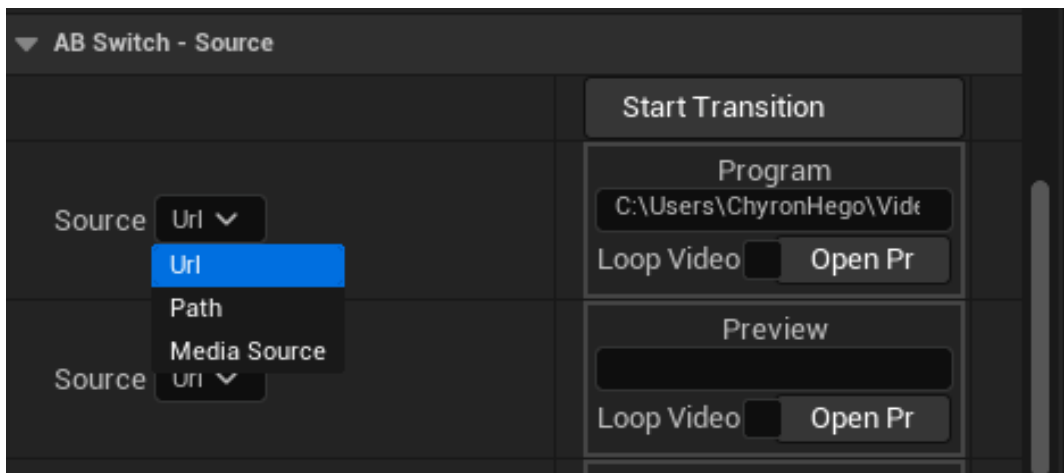 AB Switch - Source
Start Transition
Program
Source Url
C:\Users\ChyronHego\Vide
Loop Video Open Pr
Url
Path
Media Source
Preview
Source Url
Loop Video Open Pr